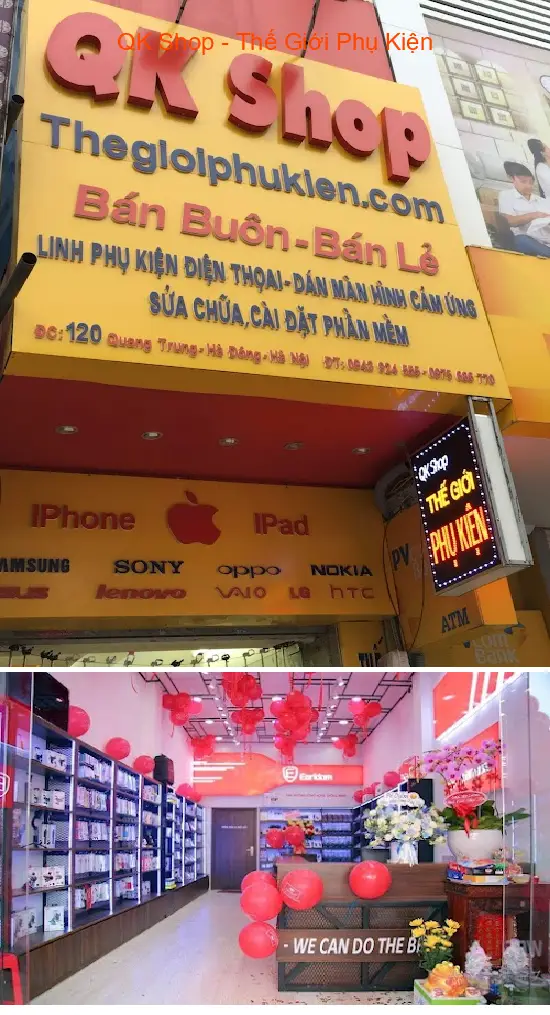 QK Shop - Thế Giới Phụ Kiện
QK Shop
Thegioiphukien.com
Bán Buôn - Bán Lẻ
LINH PHỤ KIỆN ĐIỆN THOẠI - DÁN MÀN HÌNH CẢM ỨNG
SỬA CHỮA, CÀI ĐẶT PHẦN MỀM
ĐC: 120 Quang Trung - Hà Đông - Hà Nội
QK Shop
THẾ GIỚI
PHỤ KIỆN
IPhone IPad
SAMSUNG SONY oppo NOKIA
lenovo VAIO LG hTC
PV
ATM
Bank
Earldom
- WE CAN DO THE BE